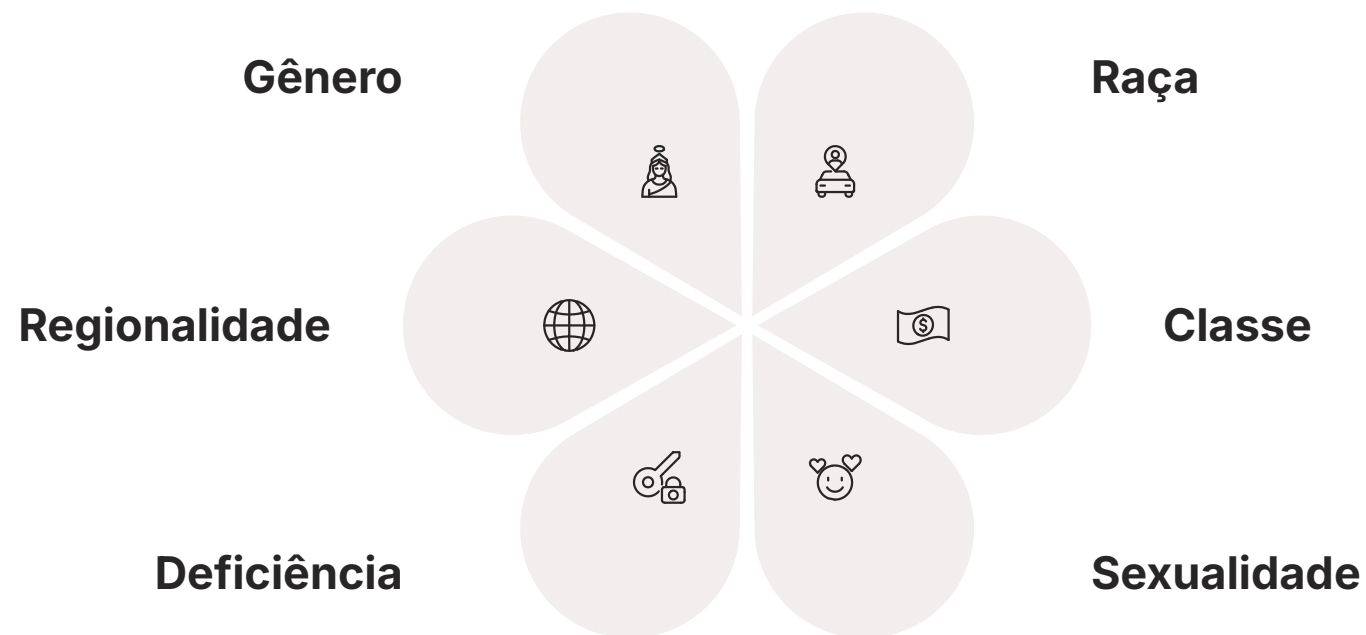 Gênero
Raça
Regionalidade
Classe
Deficiência
Sexualidade